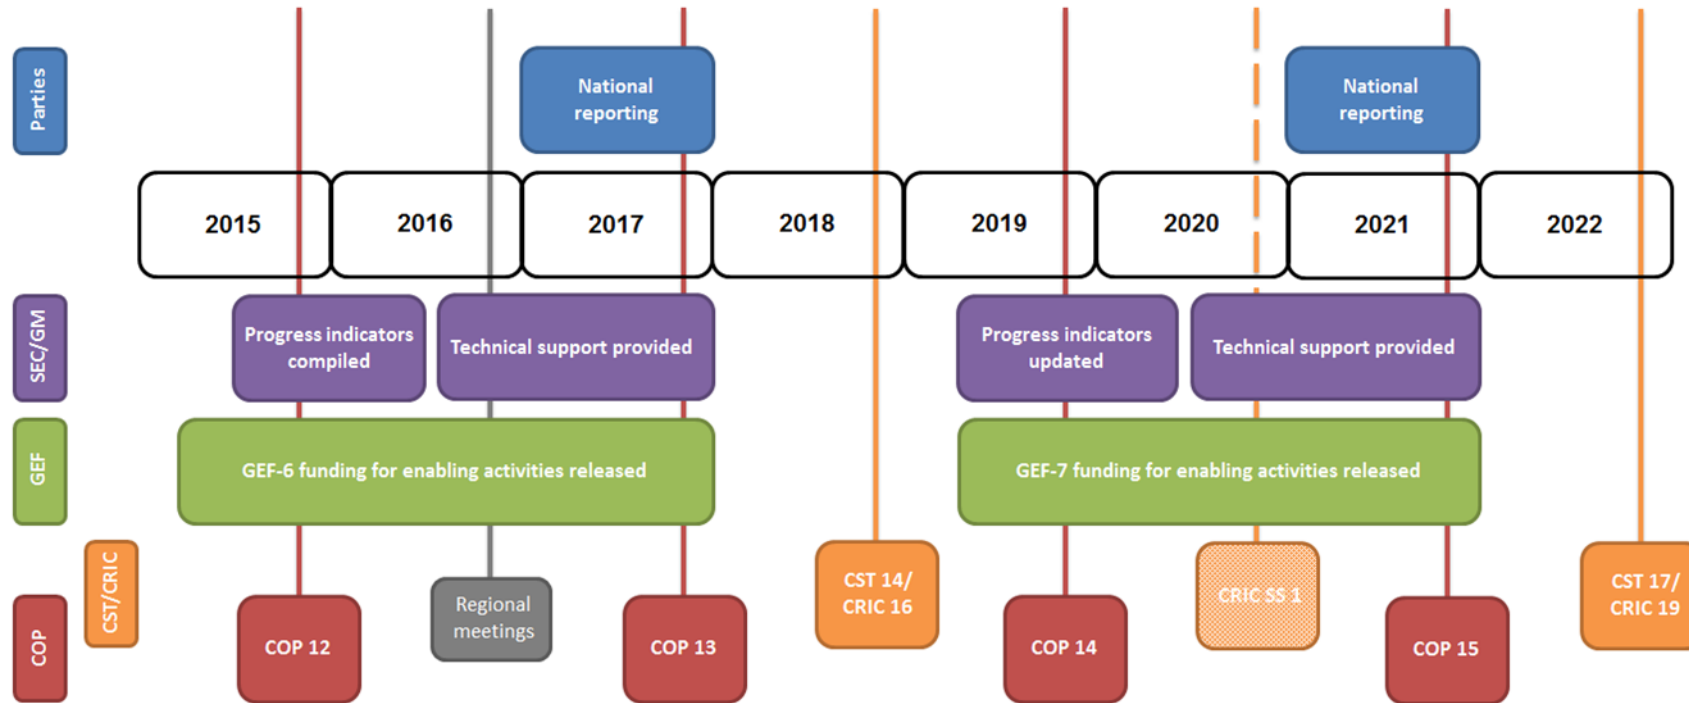 Parties
National
reporting
National
reporting
2015
2016
2017
2018
2019
2020
2021
2022
SEC/GM
Progress indicators
compiled
Technical support provided
Progress indicators
updated
Technical support provided
GEF
GEF-6 funding for enabling activities released
GEF-7 funding for enabling activities released
CST/CRIC
CST 14/
CRIC 16
CRIC SS 1
CST 17/
CRIC 19
COP
COP 12
Regional
meetings
COP 13
COP 14
COP 15